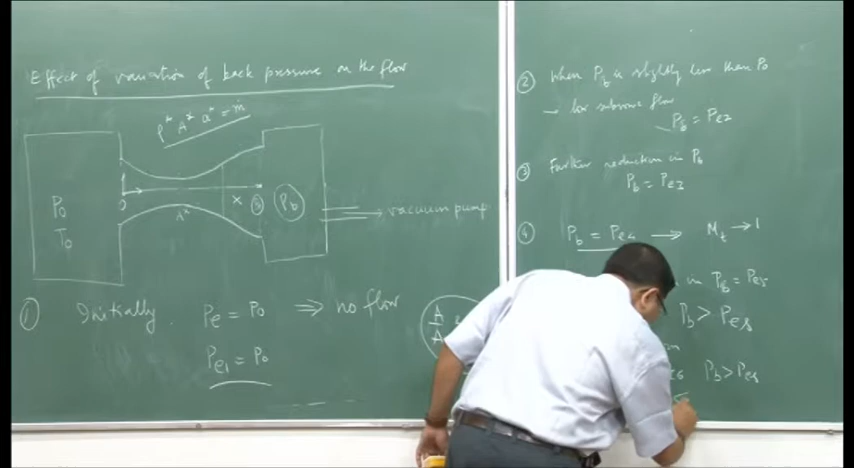 Effect of variation of back pressure on the flow
ρ* A* a* = ṁ
P0
T0
0
A*
x
Pb
vacuum pump
① Initially. Pe = P0 ⇒ no flow
Pe1 = P0
A
A
② When Pb is slightly less than P0
→ low subsonic flow
Pb = Pe2
③ Further reduction in Pb
Pb = Pe3
④ Pb = Pe4 → Mt → 1
in Pb = Pe5
Pb > Pe5
Pb > Pe5